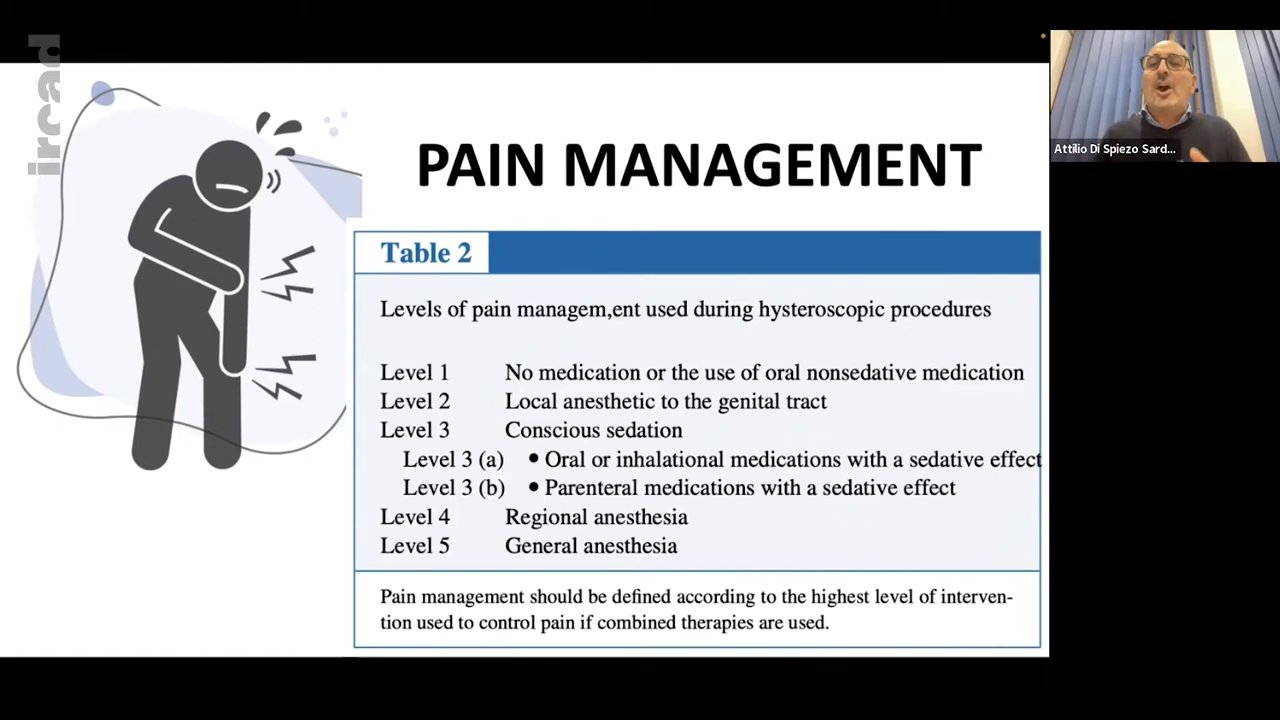 ircad
PAIN MANAGEMENT
Attilio Di Spiezo Sard...
Table 2
Levels of pain managem,ent used during hysteroscopic procedures
Level 1 No medication or the use of oral nonsedative medication
Level 2 Local anesthetic to the genital tract
Level 3 Conscious sedation
Level 3 (a) • Oral or inhalational medications with a sedative effect
Level 3 (b) • Parenteral medications with a sedative effect
Level 4 Regional anesthesia
Level 5 General anesthesia
Pain management should be defined according to the highest level of interven-
tion used to control pain if combined therapies are used.